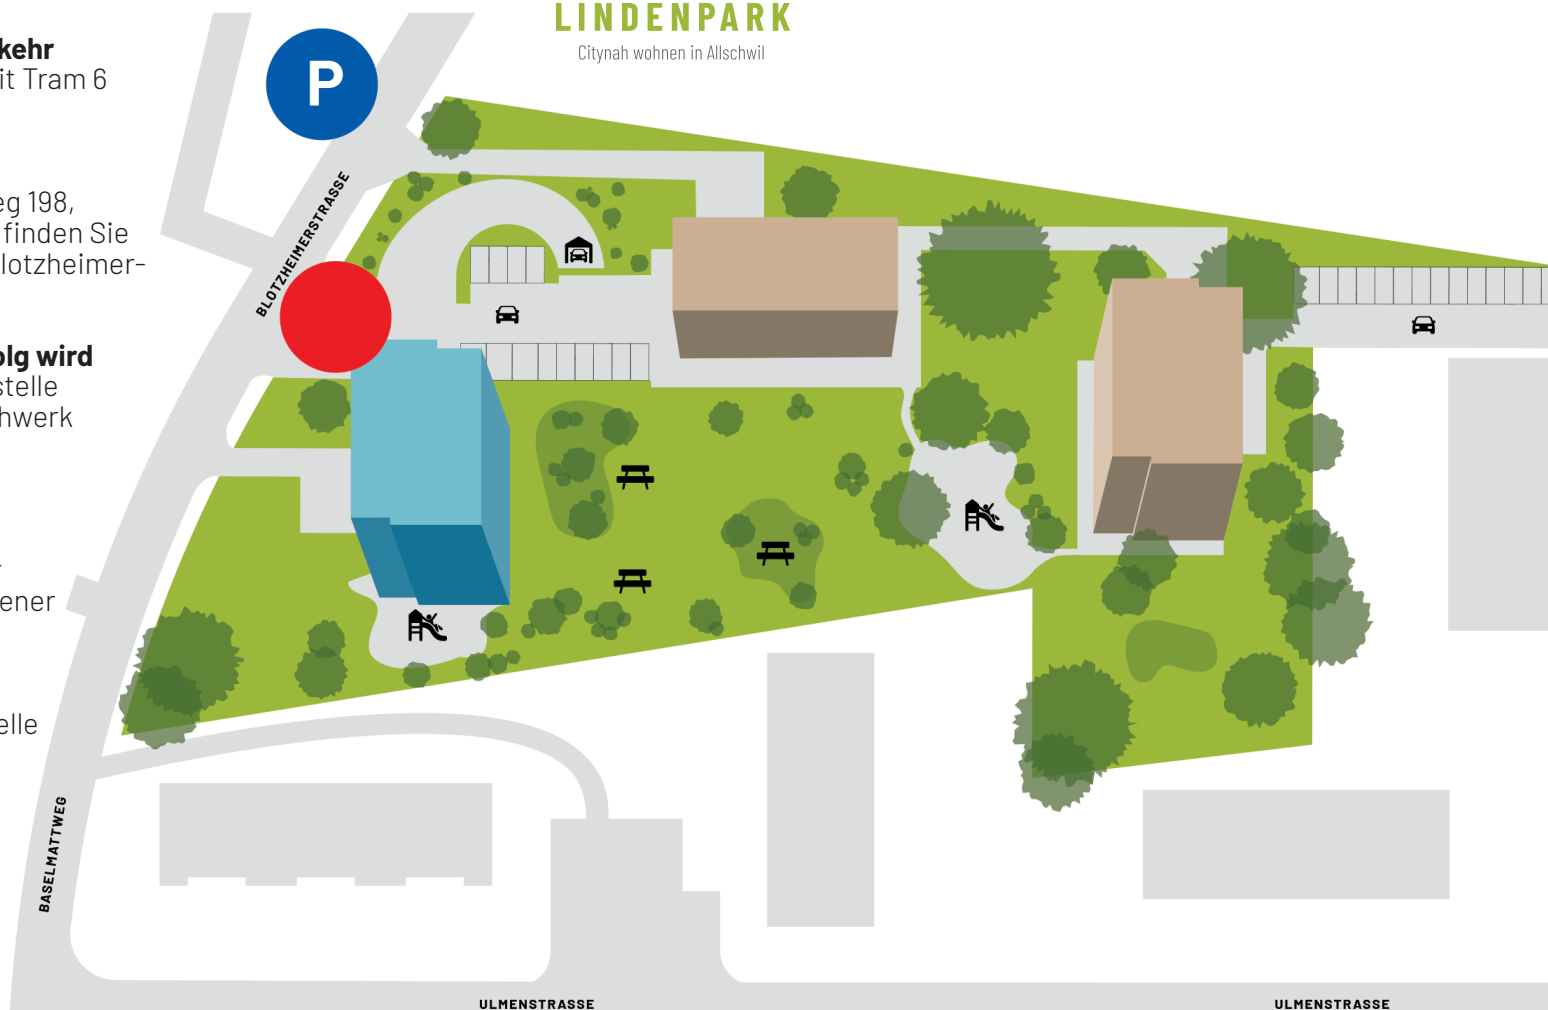 LINDENPARK
Citynah wohnen in Allschwil
kehr
it Tram 6
eg 198,
finden Sie
lotzheimer-
olg wird
stelle
hwerk
ener
elle
P
BLOTZHEIMERSTRASSE
BASELMATTWEG
ULMENSTRASSE
ULMENSTRASSE